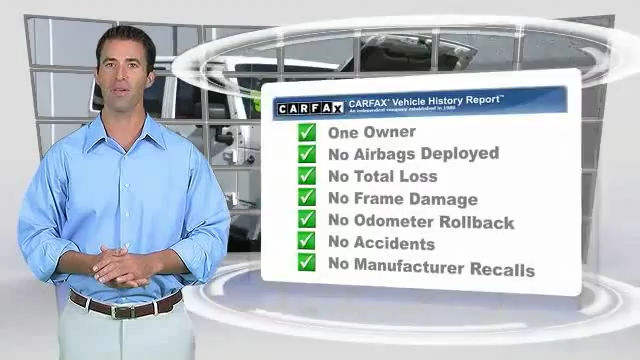 CARFAX CARFAX® Vehicle History Report™
An independent company established in 1986
One Owner
No Airbags Deployed
No Total Loss
No Frame Damage
No Odometer Rollback
No Accidents
No Manufacturer Recalls